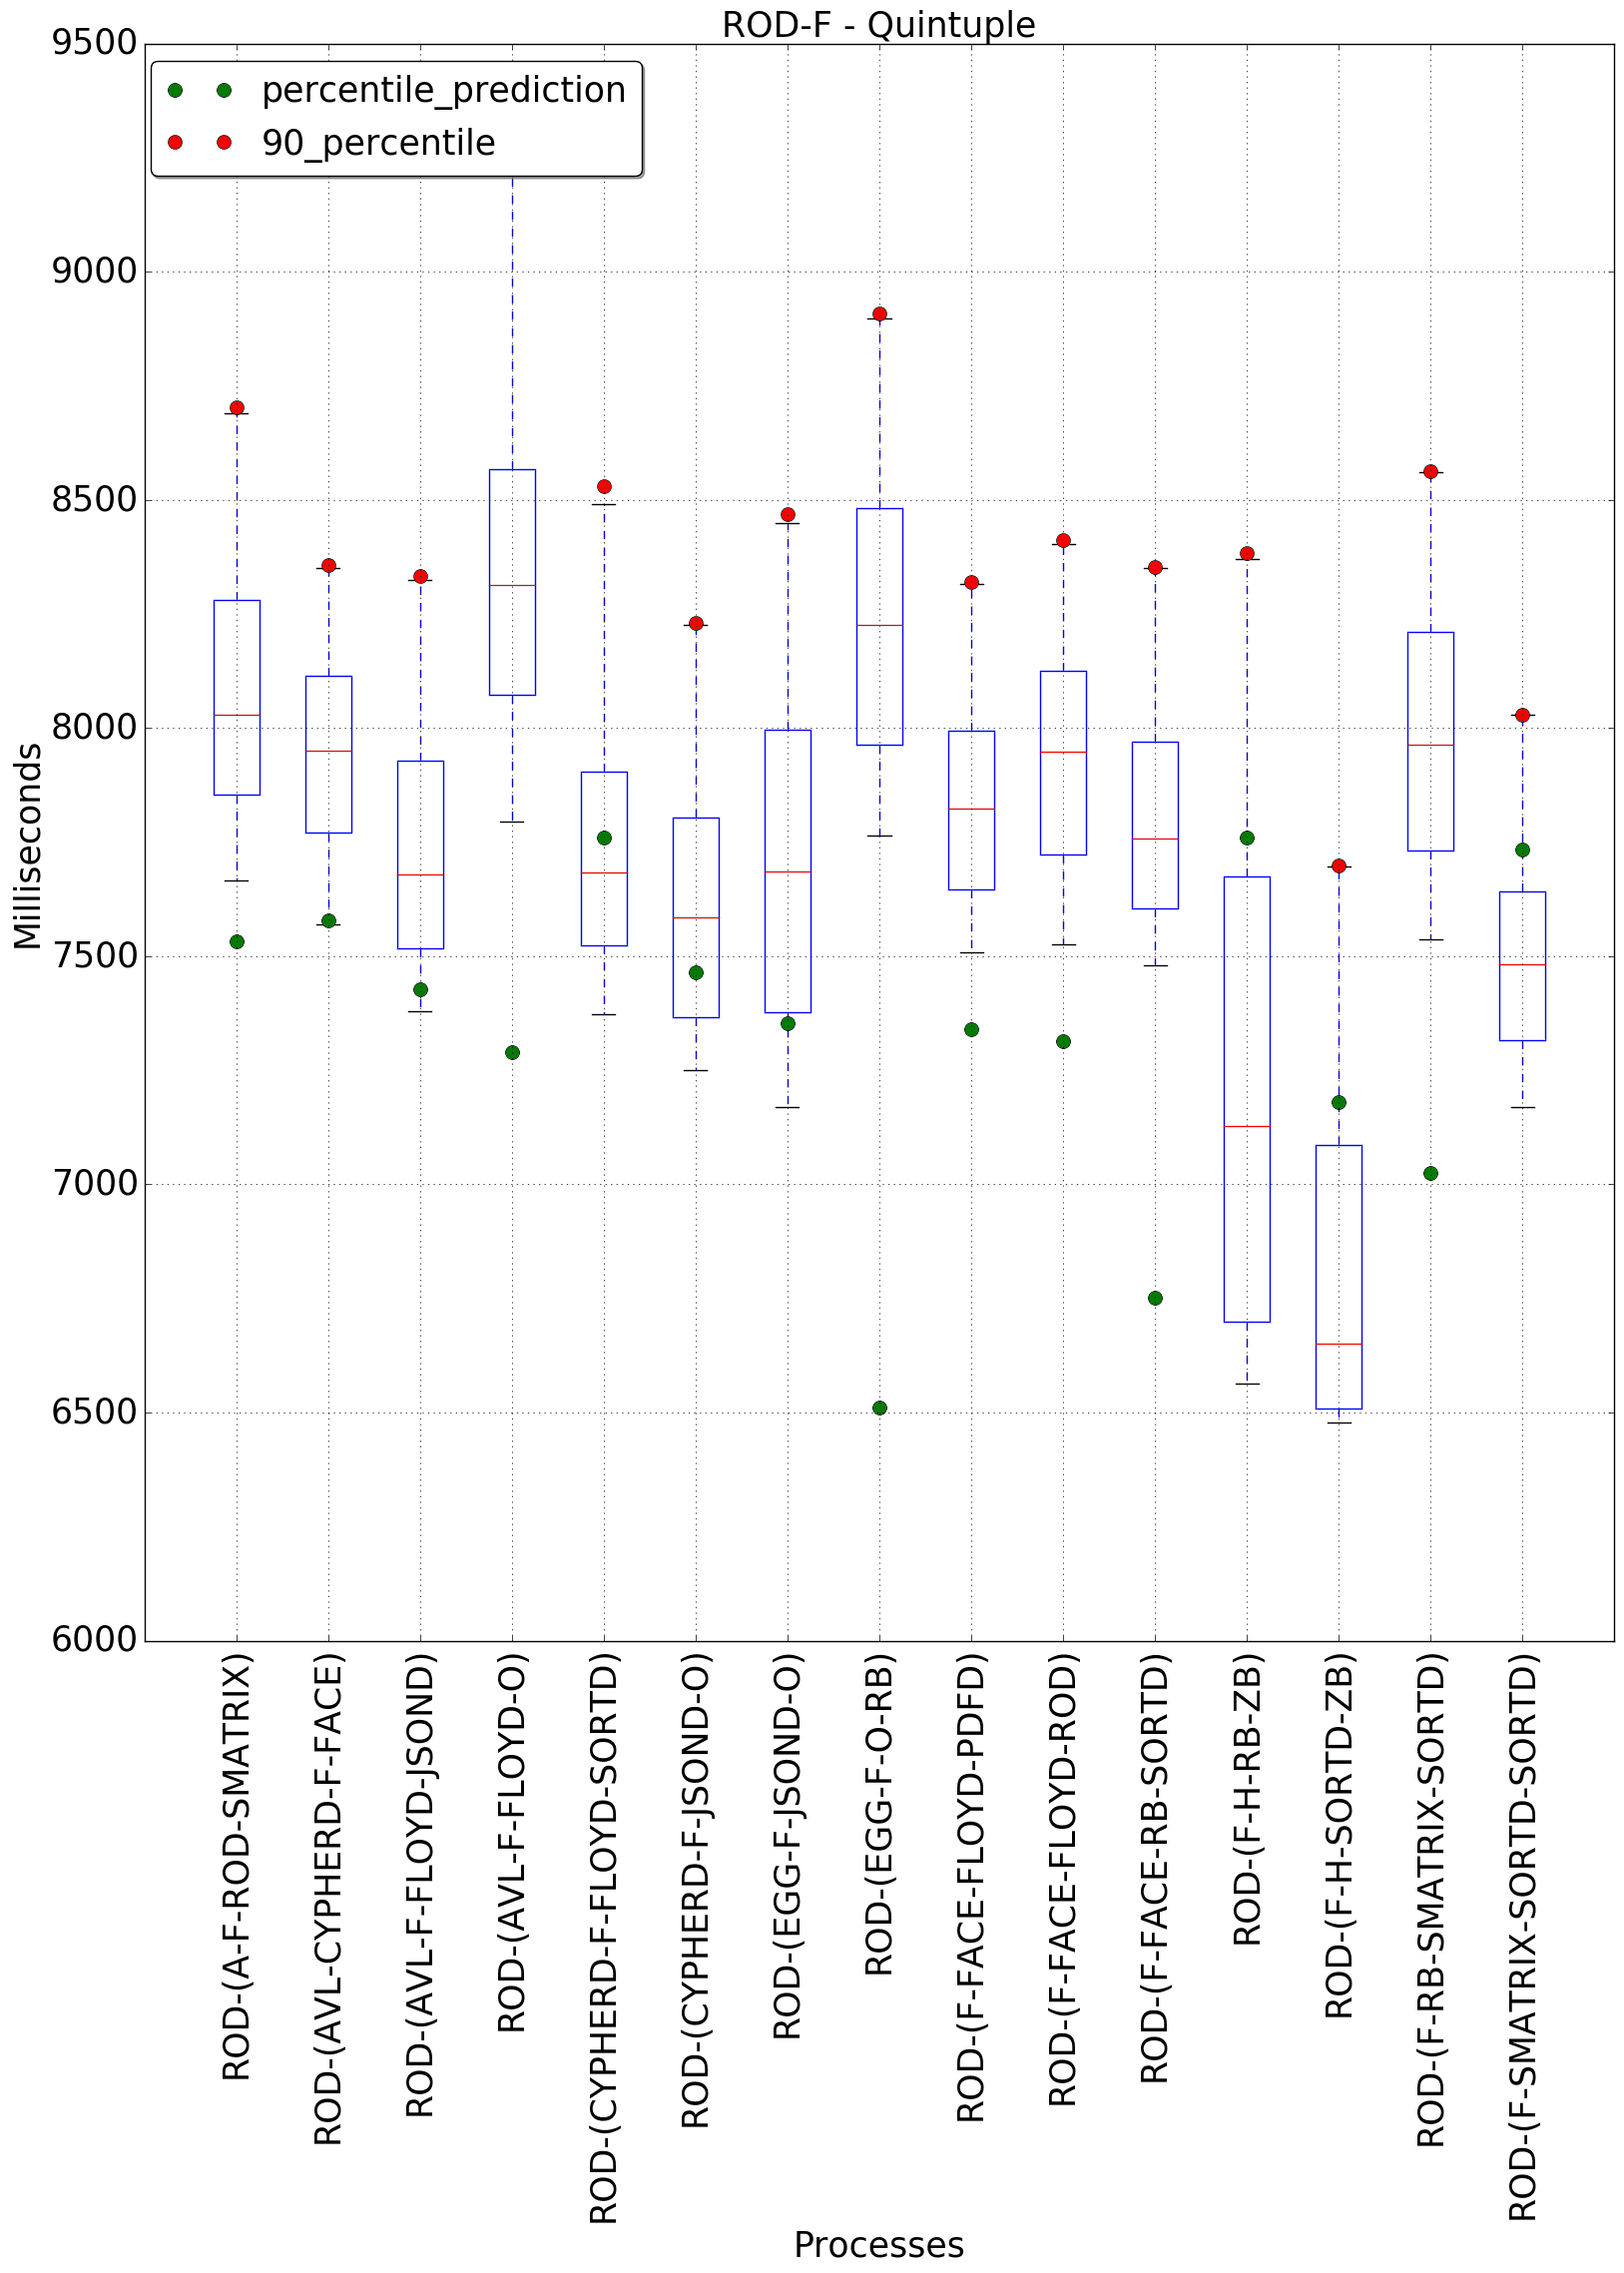 ROD-F - Quintuple
9500
9000
8500
8000
7500
7000
6500
6000
percentile_prediction
90_percentile
Milliseconds
ROD-(A-F-ROD-SMATRIX)
ROD-(AVL-CYPHERD-F-FACE)
ROD-(AVL-F-FLOYD-JSOND)
ROD-(AVL-F-FLOYD-O)
ROD-(CYPHERD-F-FLOYD-SORTD)
ROD-(CYPHERD-F-JSOND-O)
ROD-(EGG-F-JSOND-O)
ROD-(EGG-F-O-RB)
ROD-(F-FACE-FLOYD-PDFD)
ROD-(F-FACE-FLOYD-ROD)
ROD-(F-FACE-RB-SORTD)
ROD-(F-H-RB-ZB)
ROD-(F-H-SORTD-ZB)
ROD-(F-RB-SMATRIX-SORTD)
ROD-(F-SMATRIX-SORTD-SORTD)
Processes